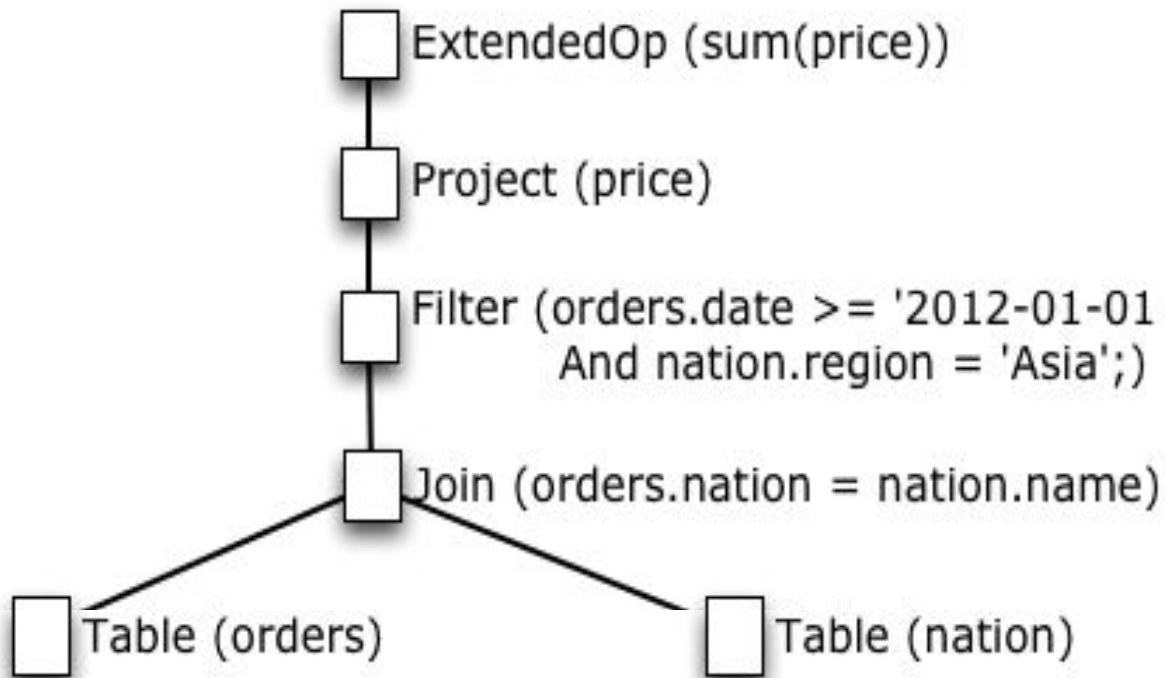 ExtendedOp (sum(price))
Project (price)
Filter (orders.date >= '2012-01-01
And nation.region = 'Asia';)
Join (orders.nation = nation.name)
Table (orders)
Table (nation)